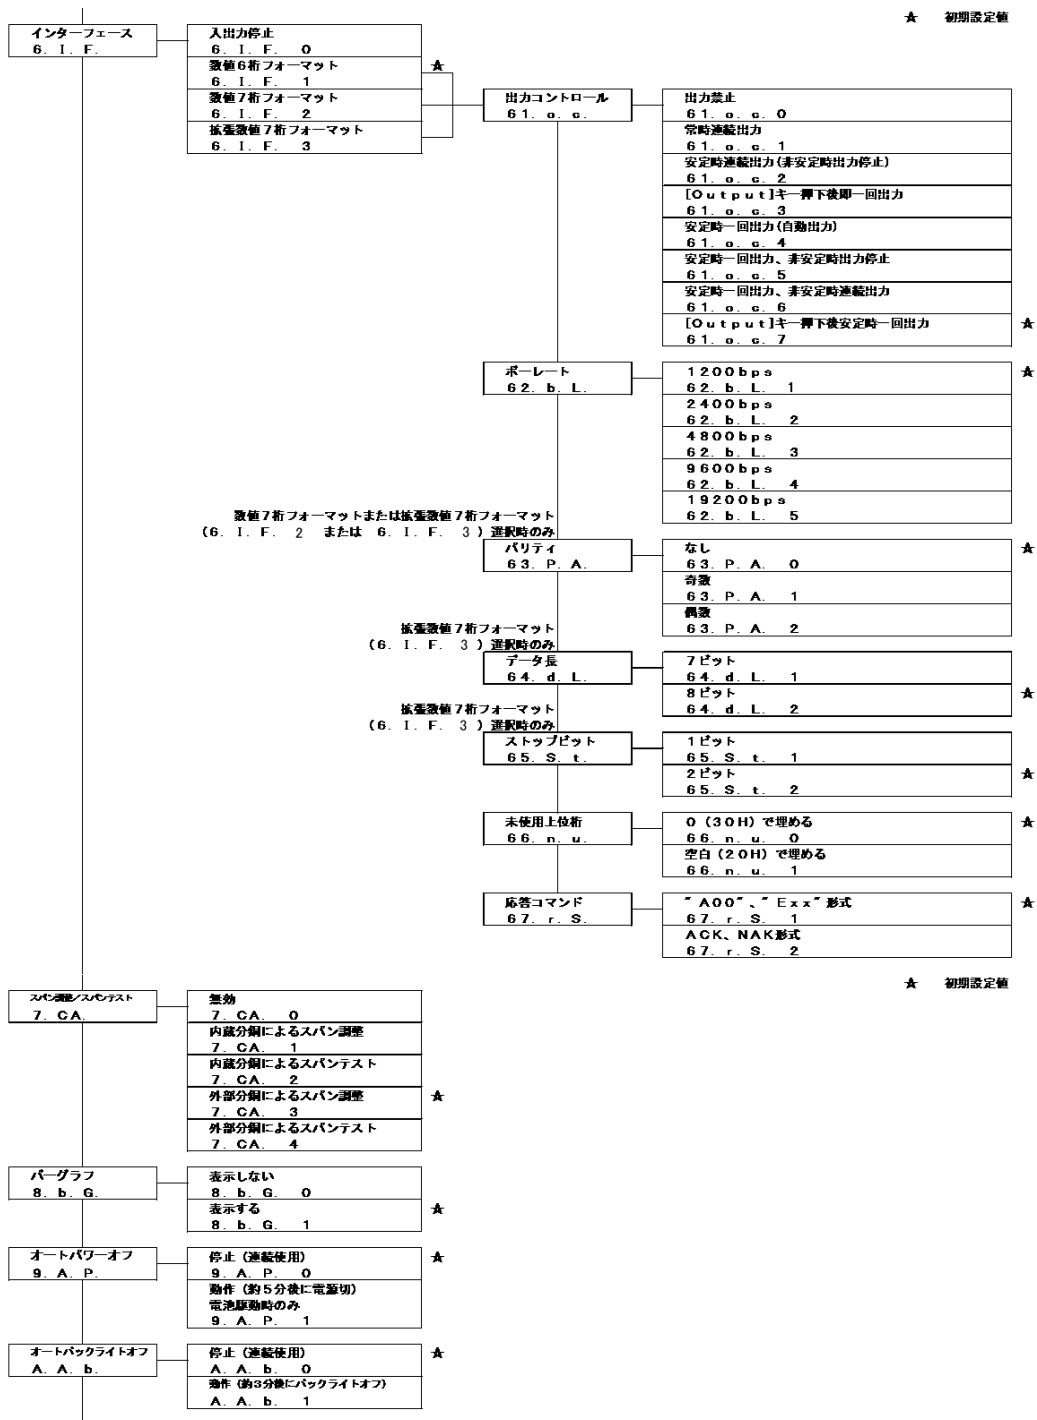 ☆ 初期設定値
インターフェース
6. I. F.
入出力停止
6. I. F. 0
数値6桁フォーマット ☆
6. I. F. 1
数値7桁フォーマット
6. I. F. 2
拡張数値7桁フォーマット
6. I. F. 3
出力コントロール
61. o. c.
出力禁止
61. o. c. 0
常時連続出力
61. o. c. 1
安定時連続出力(非安定時出力停止)
61. o. c. 2
[Output]キー押下後即一回出力
61. o. c. 3
安定時一回出力(自動出力)
61. o. c. 4
安定時一回出力、非安定時出力停止
61. o. c. 5
安定時一回出力、非安定時連続出力
61. o. c. 6
[Output]キー押下後安定時一回出力 ☆
61. o. c. 7
ボーレート
62. b. L.
1200bps ☆
62. b. L. 1
2400bps
62. b. L. 2
4800bps
62. b. L. 3
9600bps
62. b. L. 4
19200bps
62. b. L. 5
数値7桁フォーマットまたは拡張数値7桁フォーマット
(6. I. F. 2 または 6. I. F. 3)選択時のみ
パリティ
63. P. A.
なし ☆
63. P. A. 0
奇数
63. P. A. 1
偶数
63. P. A. 2
拡張数値7桁フォーマット
(6. I. F. 3)選択時のみ
データ長
64. d. L.
7ビット
64. d. L. 1
8ビット ☆
64. d. L. 2
拡張数値7桁フォーマット
(6. I. F. 3)選択時のみ
ストップビット
65. S. t.
1ビット
65. S. t. 1
2ビット ☆
65. S. t. 2
未使用上位桁
66. n. u.
0(30H)で埋める ☆
66. n. u. 0
空白(20H)で埋める
66. n. u. 1
応答コマンド
67. r. S.
"A00"、"Exx"形式 ☆
67. r. S. 1
ACK、NAK形式
67. r. S. 2
☆ 初期設定値
スパン調整/スパンテスト
7. CA.
無効
7. CA. 0
内蔵分銅によるスパン調整
7. CA. 1
内蔵分銅によるスパンテスト
7. CA. 2
外部分銅によるスパン調整 ☆
7. CA. 3
外部分銅によるスパンテスト
7. CA. 4
バーグラフ
8. b. G.
表示しない
8. b. G. 0
表示する ☆
8. b. G. 1
オートパワーオフ
9. A. P.
停止(連続使用) ☆
9. A. P. 0
動作(約5分後に電源切)
電池駆動時のみ
9. A. P. 1
オートバックライトオフ
A. A. b.
停止(連続使用) ☆
A. A. b. 0
動作(約3分後にバックライトオフ)
A. A. b. 1